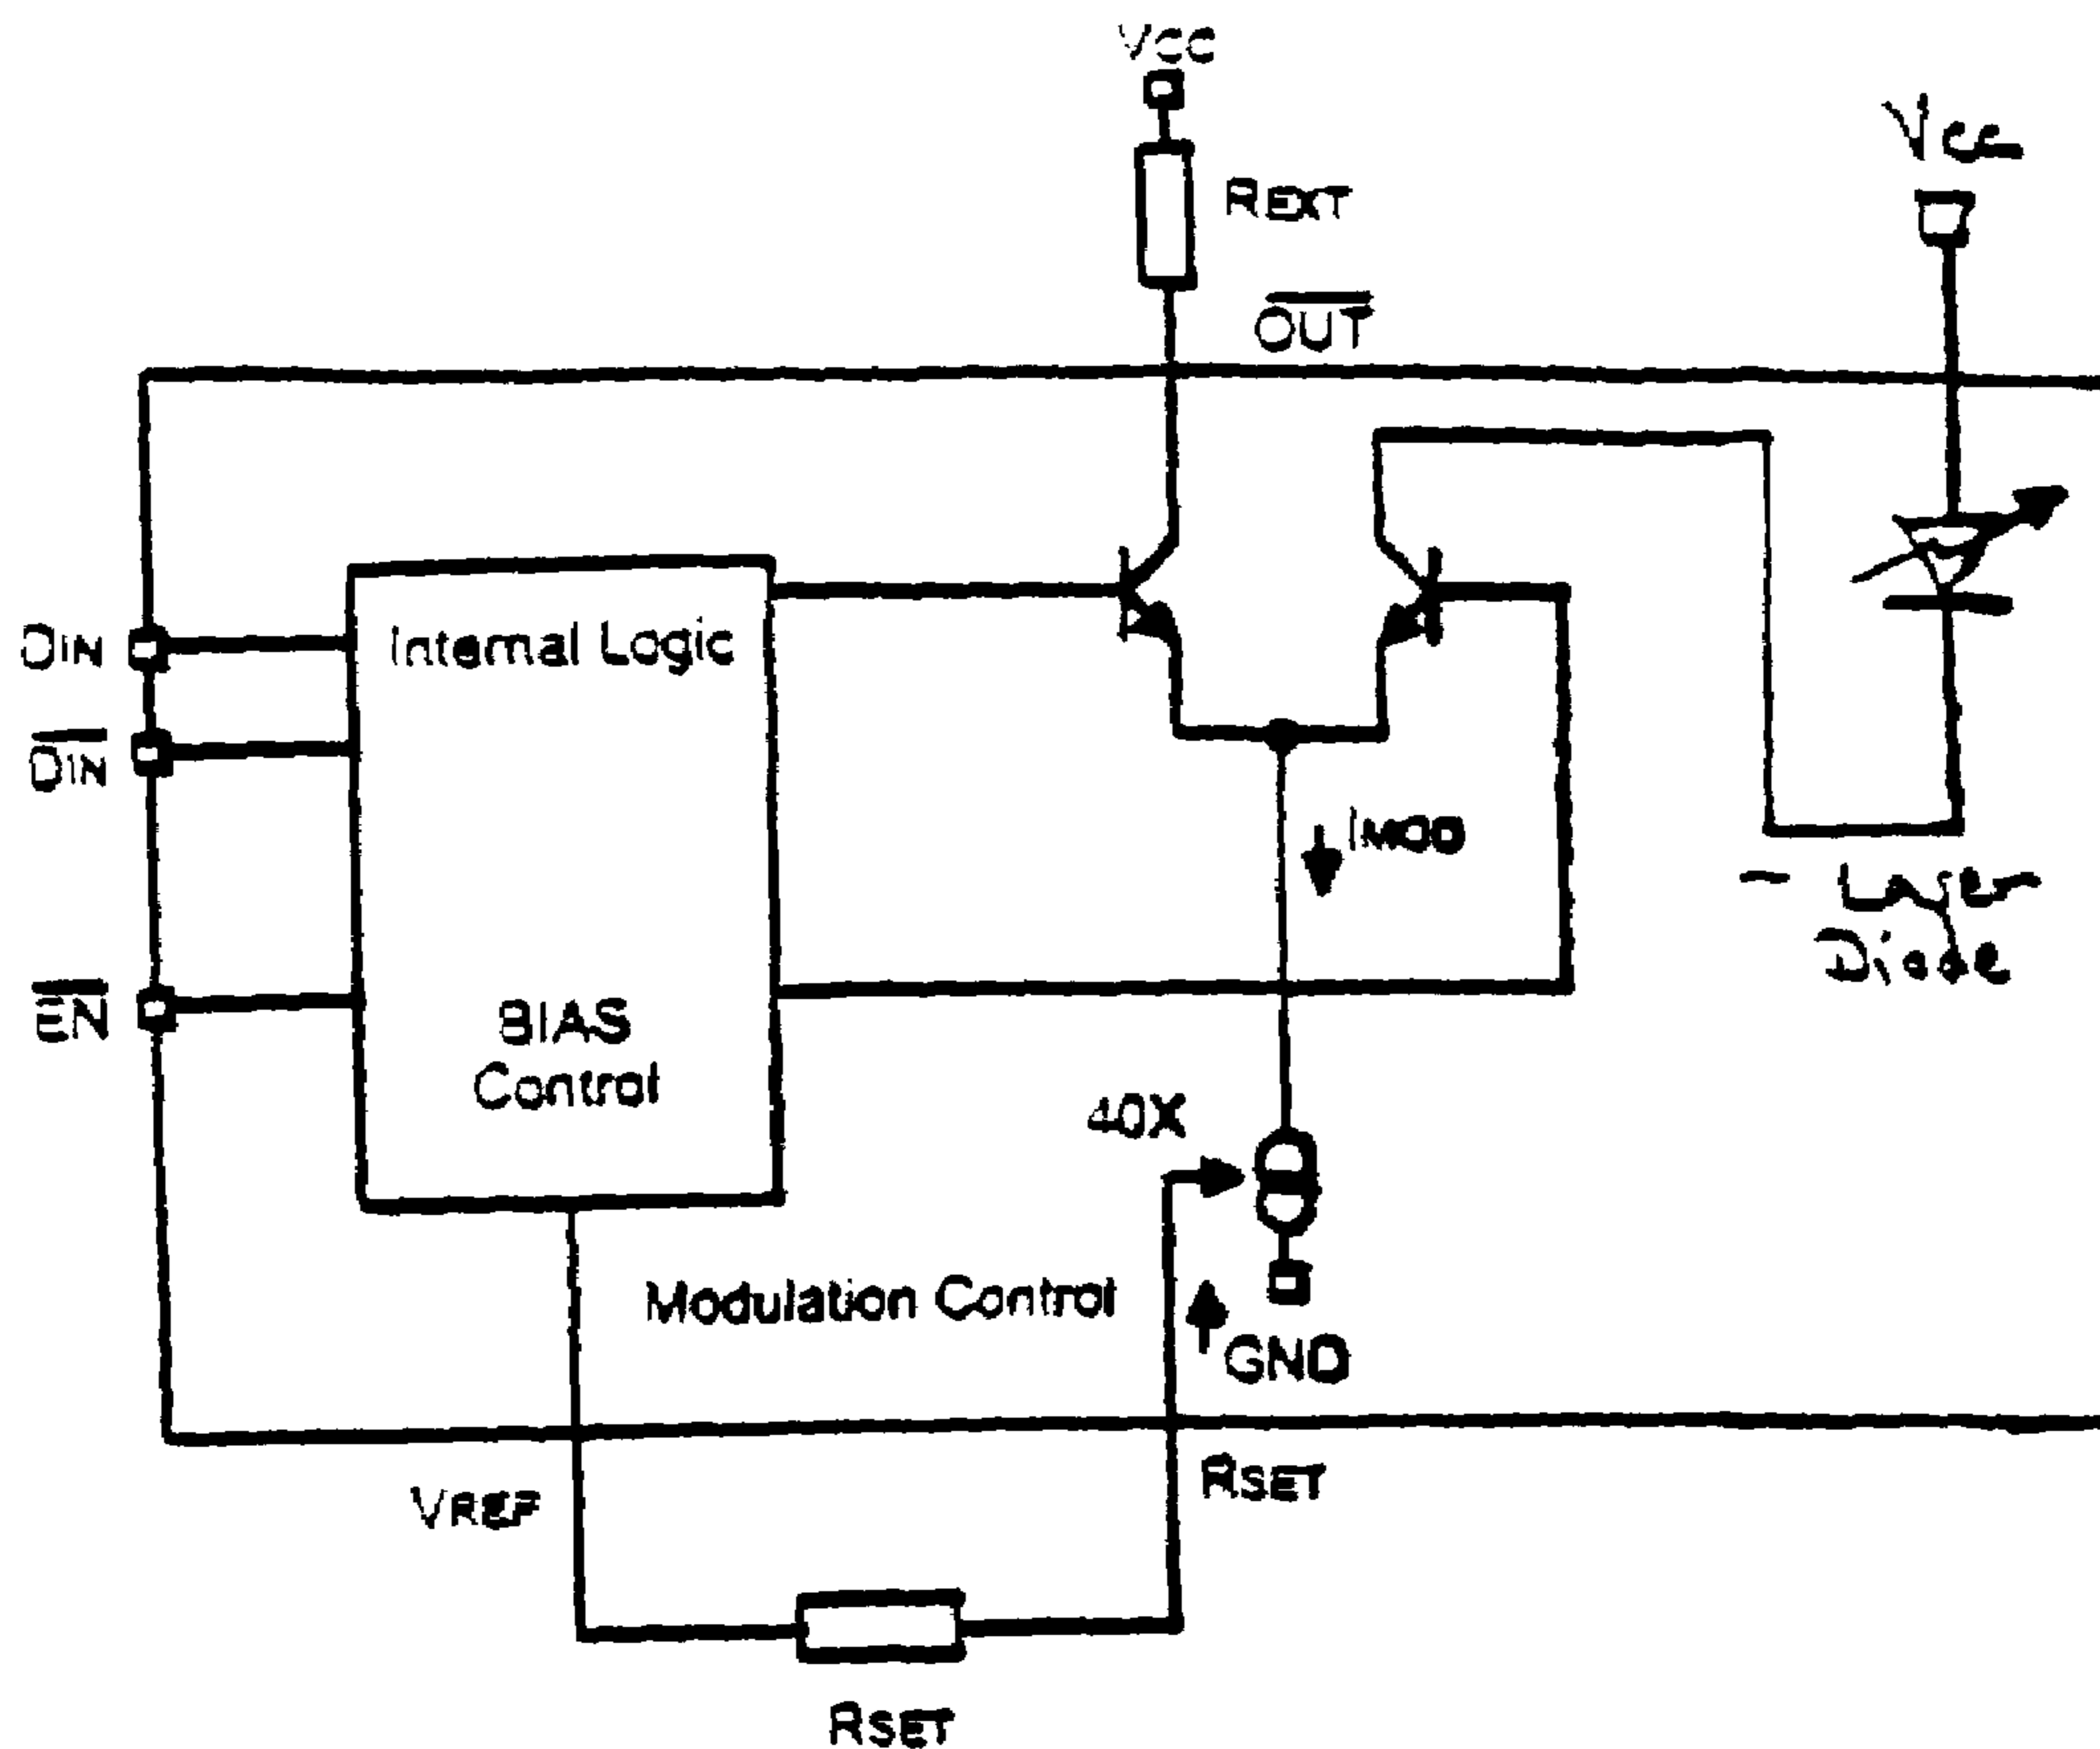 VCC
VCC
REXT
OUT
DIN
Internal Logic
DIN
IMOD
Laser
Diode
EN
BIAS
Control
40X
Modulation Control
GND
RSET
VREF
RSET